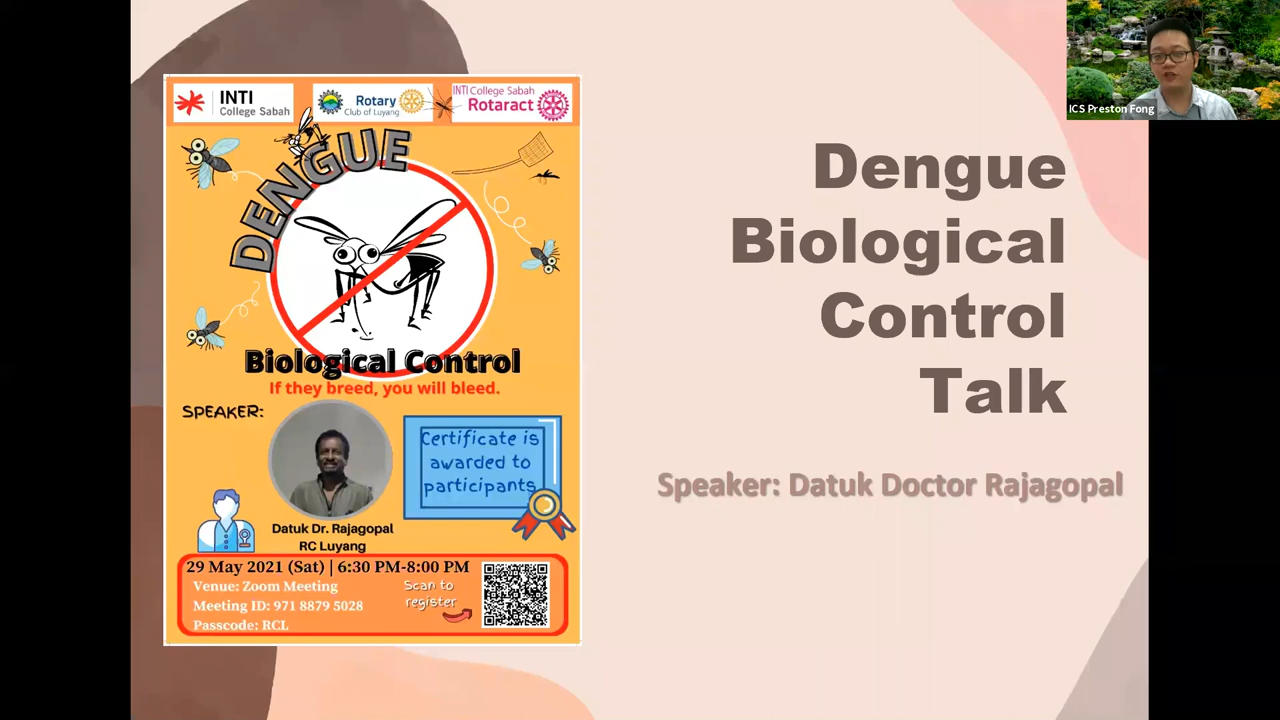 INTI
College Sabah
Rotary
Club of Luyang
INTI College Sabah
Rotaract
DENGUE
Biological Control
If they breed, you will bleed.
SPEAKER:
Certificate is
awarded to
participants
Datuk Dr. Rajagopal
RC Luyang
29 May 2021 (Sat) | 6:30 PM-8:00 PM
Venue: Zoom Meeting
Meeting ID: 971 8879 5028
Passcode: RCL
Scan to
register
Dengue
Biological
Control
Talk
Speaker: Datuk Doctor Rajagopal
ICS Preston Fong